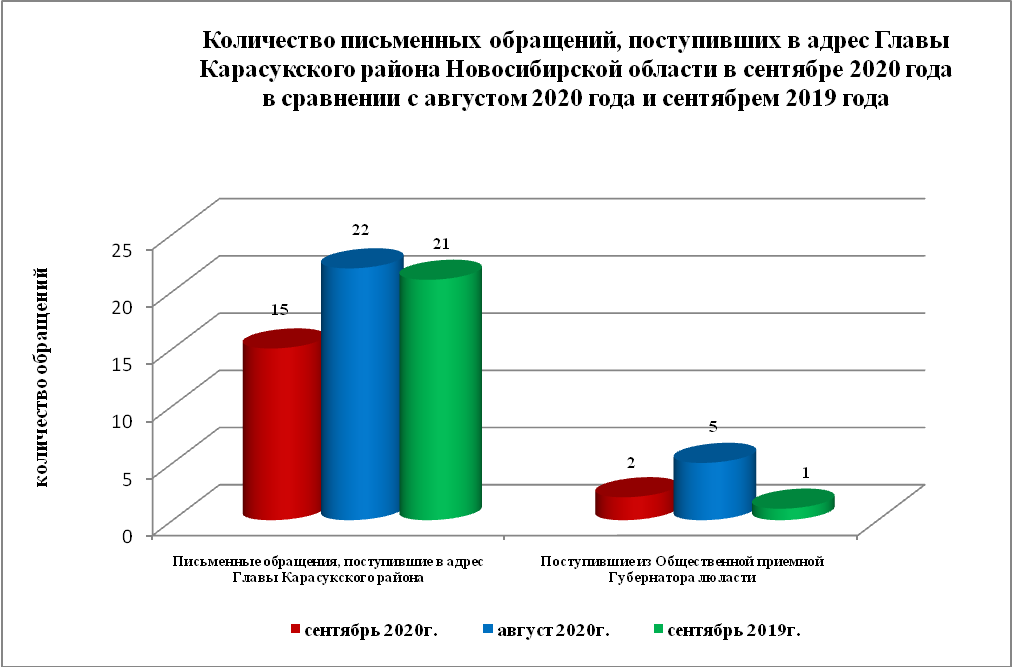 Количество письменных обращений, поступивших в адрес Главы
Карасукского района Новосибирской области в сентябре 2020 года
в сравнении с августом 2020 года и сентябрем 2019 года
количество обращений
25
20
15
10
5
0
15
22
21
2
5
1
Письменные обращения, поступившие в адрес
Главы Карасукского района
Поступившие из Общественной приемной
Губернатора люласти
сентябрь 2020г.
август 2020г.
сентябрь 2019г.